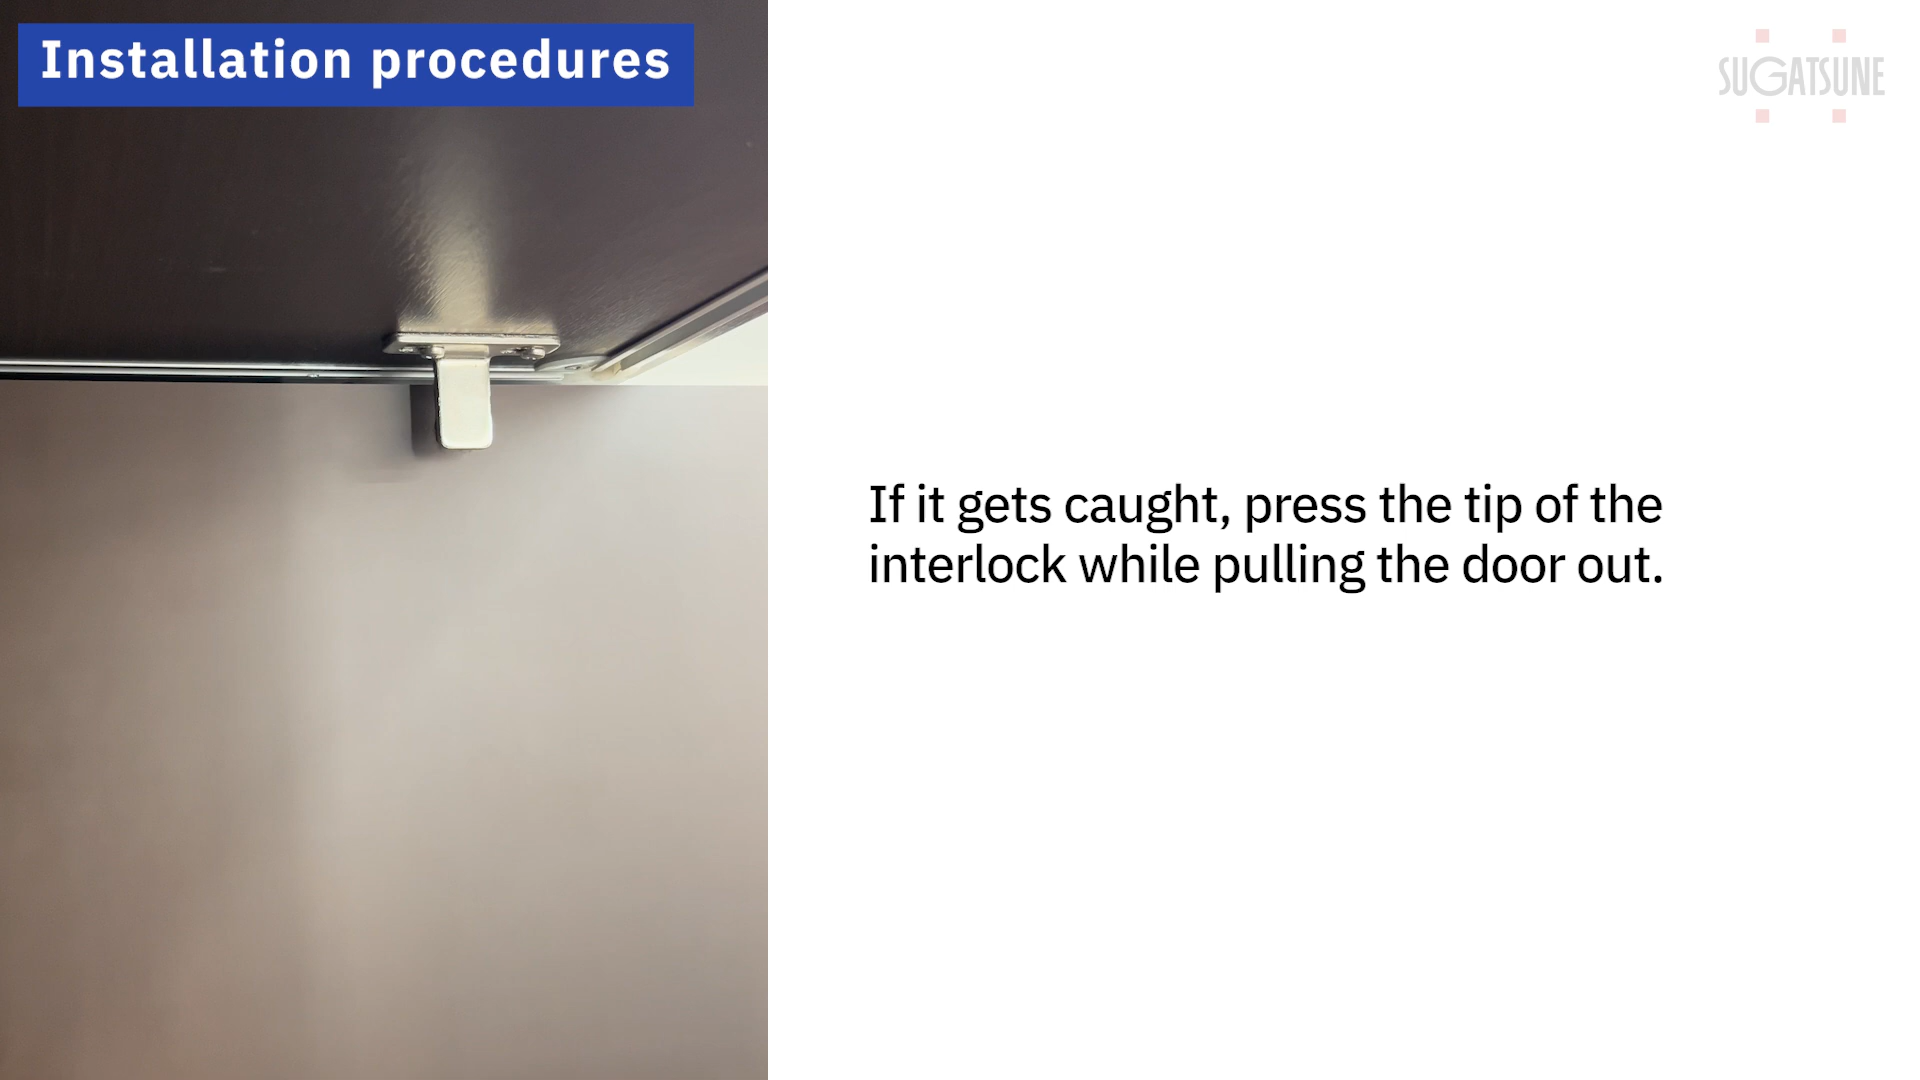 Installation procedures
SUGATSUNE
If it gets caught, press the tip of the
interlock while pulling the door out.